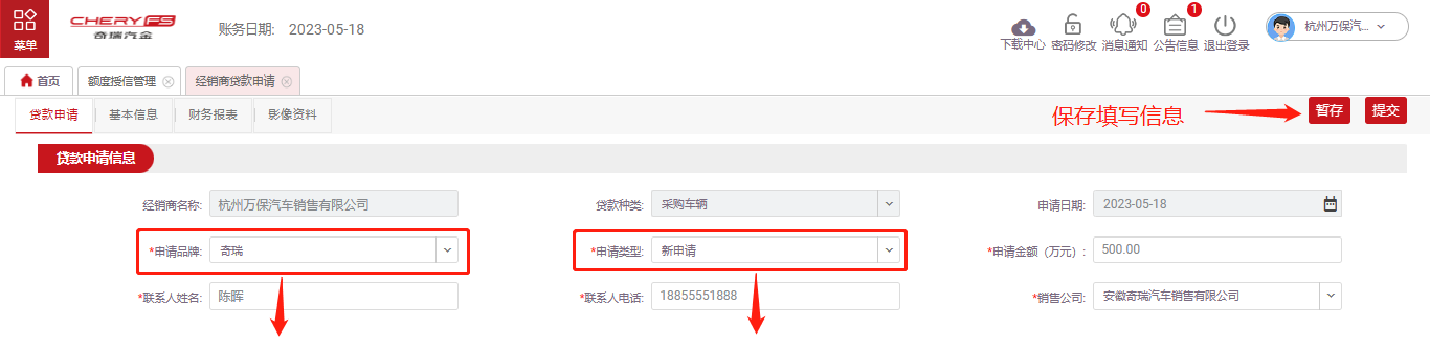 菜单
CHERY FS
奇瑞汽金
账务日期: 2023-05-18
0
1
下载中心 密码修改 消息通知 公告信息 退出登录
杭州万保汽...
首页 额度授信管理 经销商贷款申请
贷款申请 基本信息 财务报表 影像资料
保存填写信息
暂存 提交
贷款申请信息
经销商名称: 杭州万保汽车销售有限公司 贷款种类: 采购车辆 申请日期: 2023-05-18
*申请品牌: 奇瑞 *申请类型: 新申请 *申请金额（万元）: 500.00
*联系人姓名: 陈晖 *联系人电话: 18855551888 *销售公司: 安徽奇瑞汽车销售有限公司